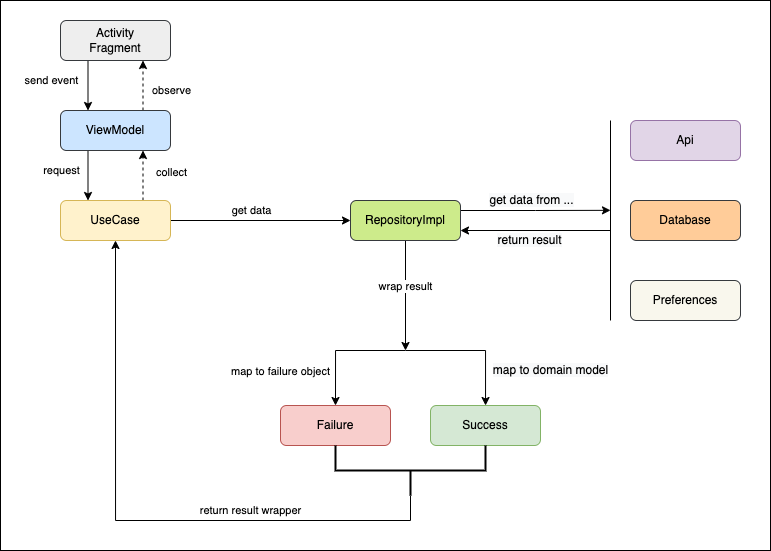 Activity
Fragment
send event
observe
ViewModel
request
collect
UseCase
get data
RepositoryImpl
get data from ...
return result
Api
Database
Preferences
wrap result
map to failure object
map to domain model
Failure
Success
return result wrapper